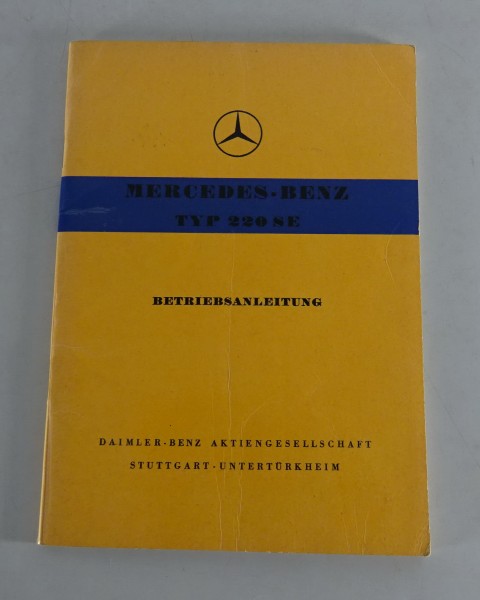 MERCEDES-BENZ
TYP 220 SE
BETRIEBSANLEITUNG
DAIMLER-BENZ AKTIENGESELLSCHAFT
STUTTGART-UNTERTÜRKHEIM